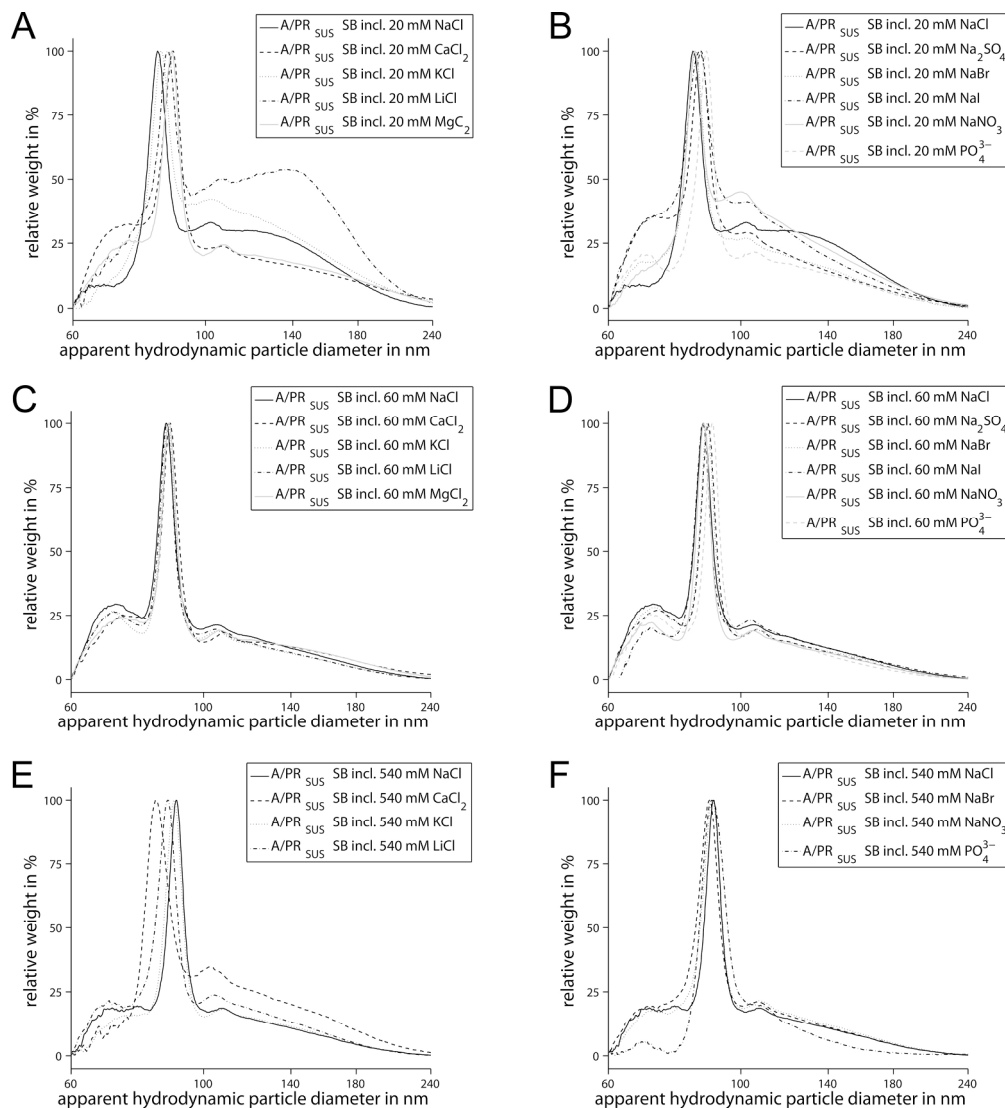 A
A/PR SUS SB incl. 20 mM NaCl
A/PR SUS SB incl. 20 mM CaCl2
A/PR SUS SB incl. 20 mM KCl
A/PR SUS SB incl. 20 mM LiCl
A/PR SUS SB incl. 20 mM MgC2
relative weight in %
100
75
50
25
0
60 100 140 180 240
apparent hydrodynamic particle diameter in nm
B
A/PR SUS SB incl. 20 mM NaCl
A/PR SUS SB incl. 20 mM Na2SO4
A/PR SUS SB incl. 20 mM NaBr
A/PR SUS SB incl. 20 mM NaI
A/PR SUS SB incl. 20 mM NaNO3
A/PR SUS SB incl. 20 mM PO4 3−
relative weight in %
100
75
50
25
0
60 100 140 180 240
apparent hydrodynamic particle diameter in nm
C
A/PR SUS SB incl. 60 mM NaCl
A/PR SUS SB incl. 60 mM CaCl2
A/PR SUS SB incl. 60 mM KCl
A/PR SUS SB incl. 60 mM LiCl
A/PR SUS SB incl. 60 mM MgCl2
relative weight in %
100
75
50
25
0
60 100 140 180 240
apparent hydrodynamic particle diameter in nm
D
A/PR SUS SB incl. 60 mM NaCl
A/PR SUS SB incl. 60 mM Na2SO4
A/PR SUS SB incl. 60 mM NaBr
A/PR SUS SB incl. 60 mM NaI
A/PR SUS SB incl. 60 mM NaNO3
A/PR SUS SB incl. 60 mM PO4 3−
relative weight in %
100
75
50
25
0
60 100 140 180 240
apparent hydrodynamic particle diameter in nm
E
A/PR SUS SB incl. 540 mM NaCl
A/PR SUS SB incl. 540 mM CaCl2
A/PR SUS SB incl. 540 mM KCl
A/PR SUS SB incl. 540 mM LiCl
relative weight in %
100
75
50
25
0
60 100 140 180 240
apparent hydrodynamic particle diameter in nm
F
A/PR SUS SB incl. 540 mM NaCl
A/PR SUS SB incl. 540 mM NaBr
A/PR SUS SB incl. 540 mM NaNO3
A/PR SUS SB incl. 540 mM PO4 3−
relative weight in %
100
75
50
25
0
60 100 140 180 240
apparent hydrodynamic particle diameter in nm